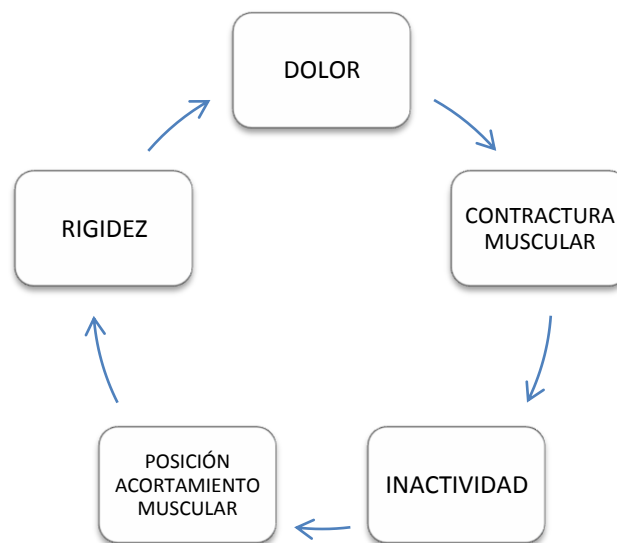 DOLOR
CONTRACTURA
MUSCULAR
INACTIVIDAD
POSICIÓN
ACORTAMIENTO
MUSCULAR
RIGIDEZ